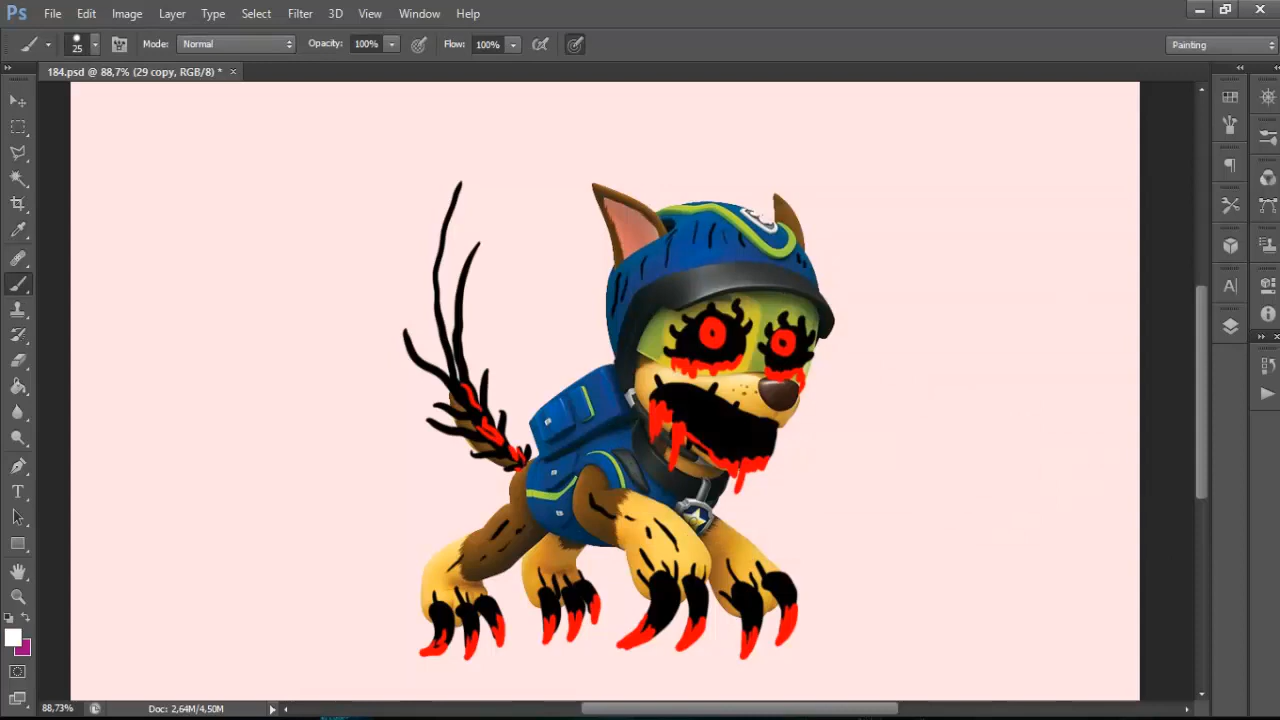 Ps File Edit Image Layer Type Select Filter 3D View Window Help
25 Mode: Normal Opacity: 100% Flow: 100% Painting
184.psd @ 88,7% (29 copy, RGB/8) * ×
88,73% Doc: 2,64M/4,50M